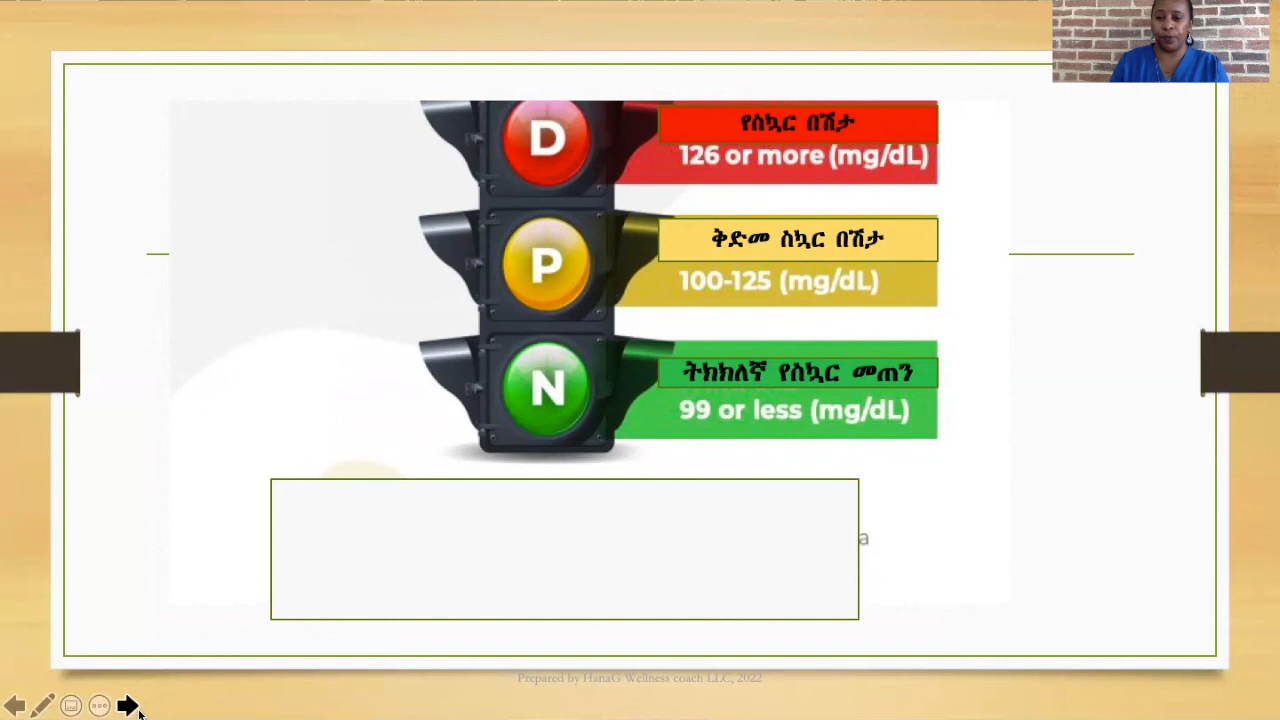 D
የስኳር በሽታ
126 or more (mg/dL)
P
ቅድመ ስኳር በሽታ
100-125 (mg/dL)
N
ትክክለኛ የስኳር መጠን
99 or less (mg/dL)
a
Prepared by HanaG Wellness coach LLC, 2022